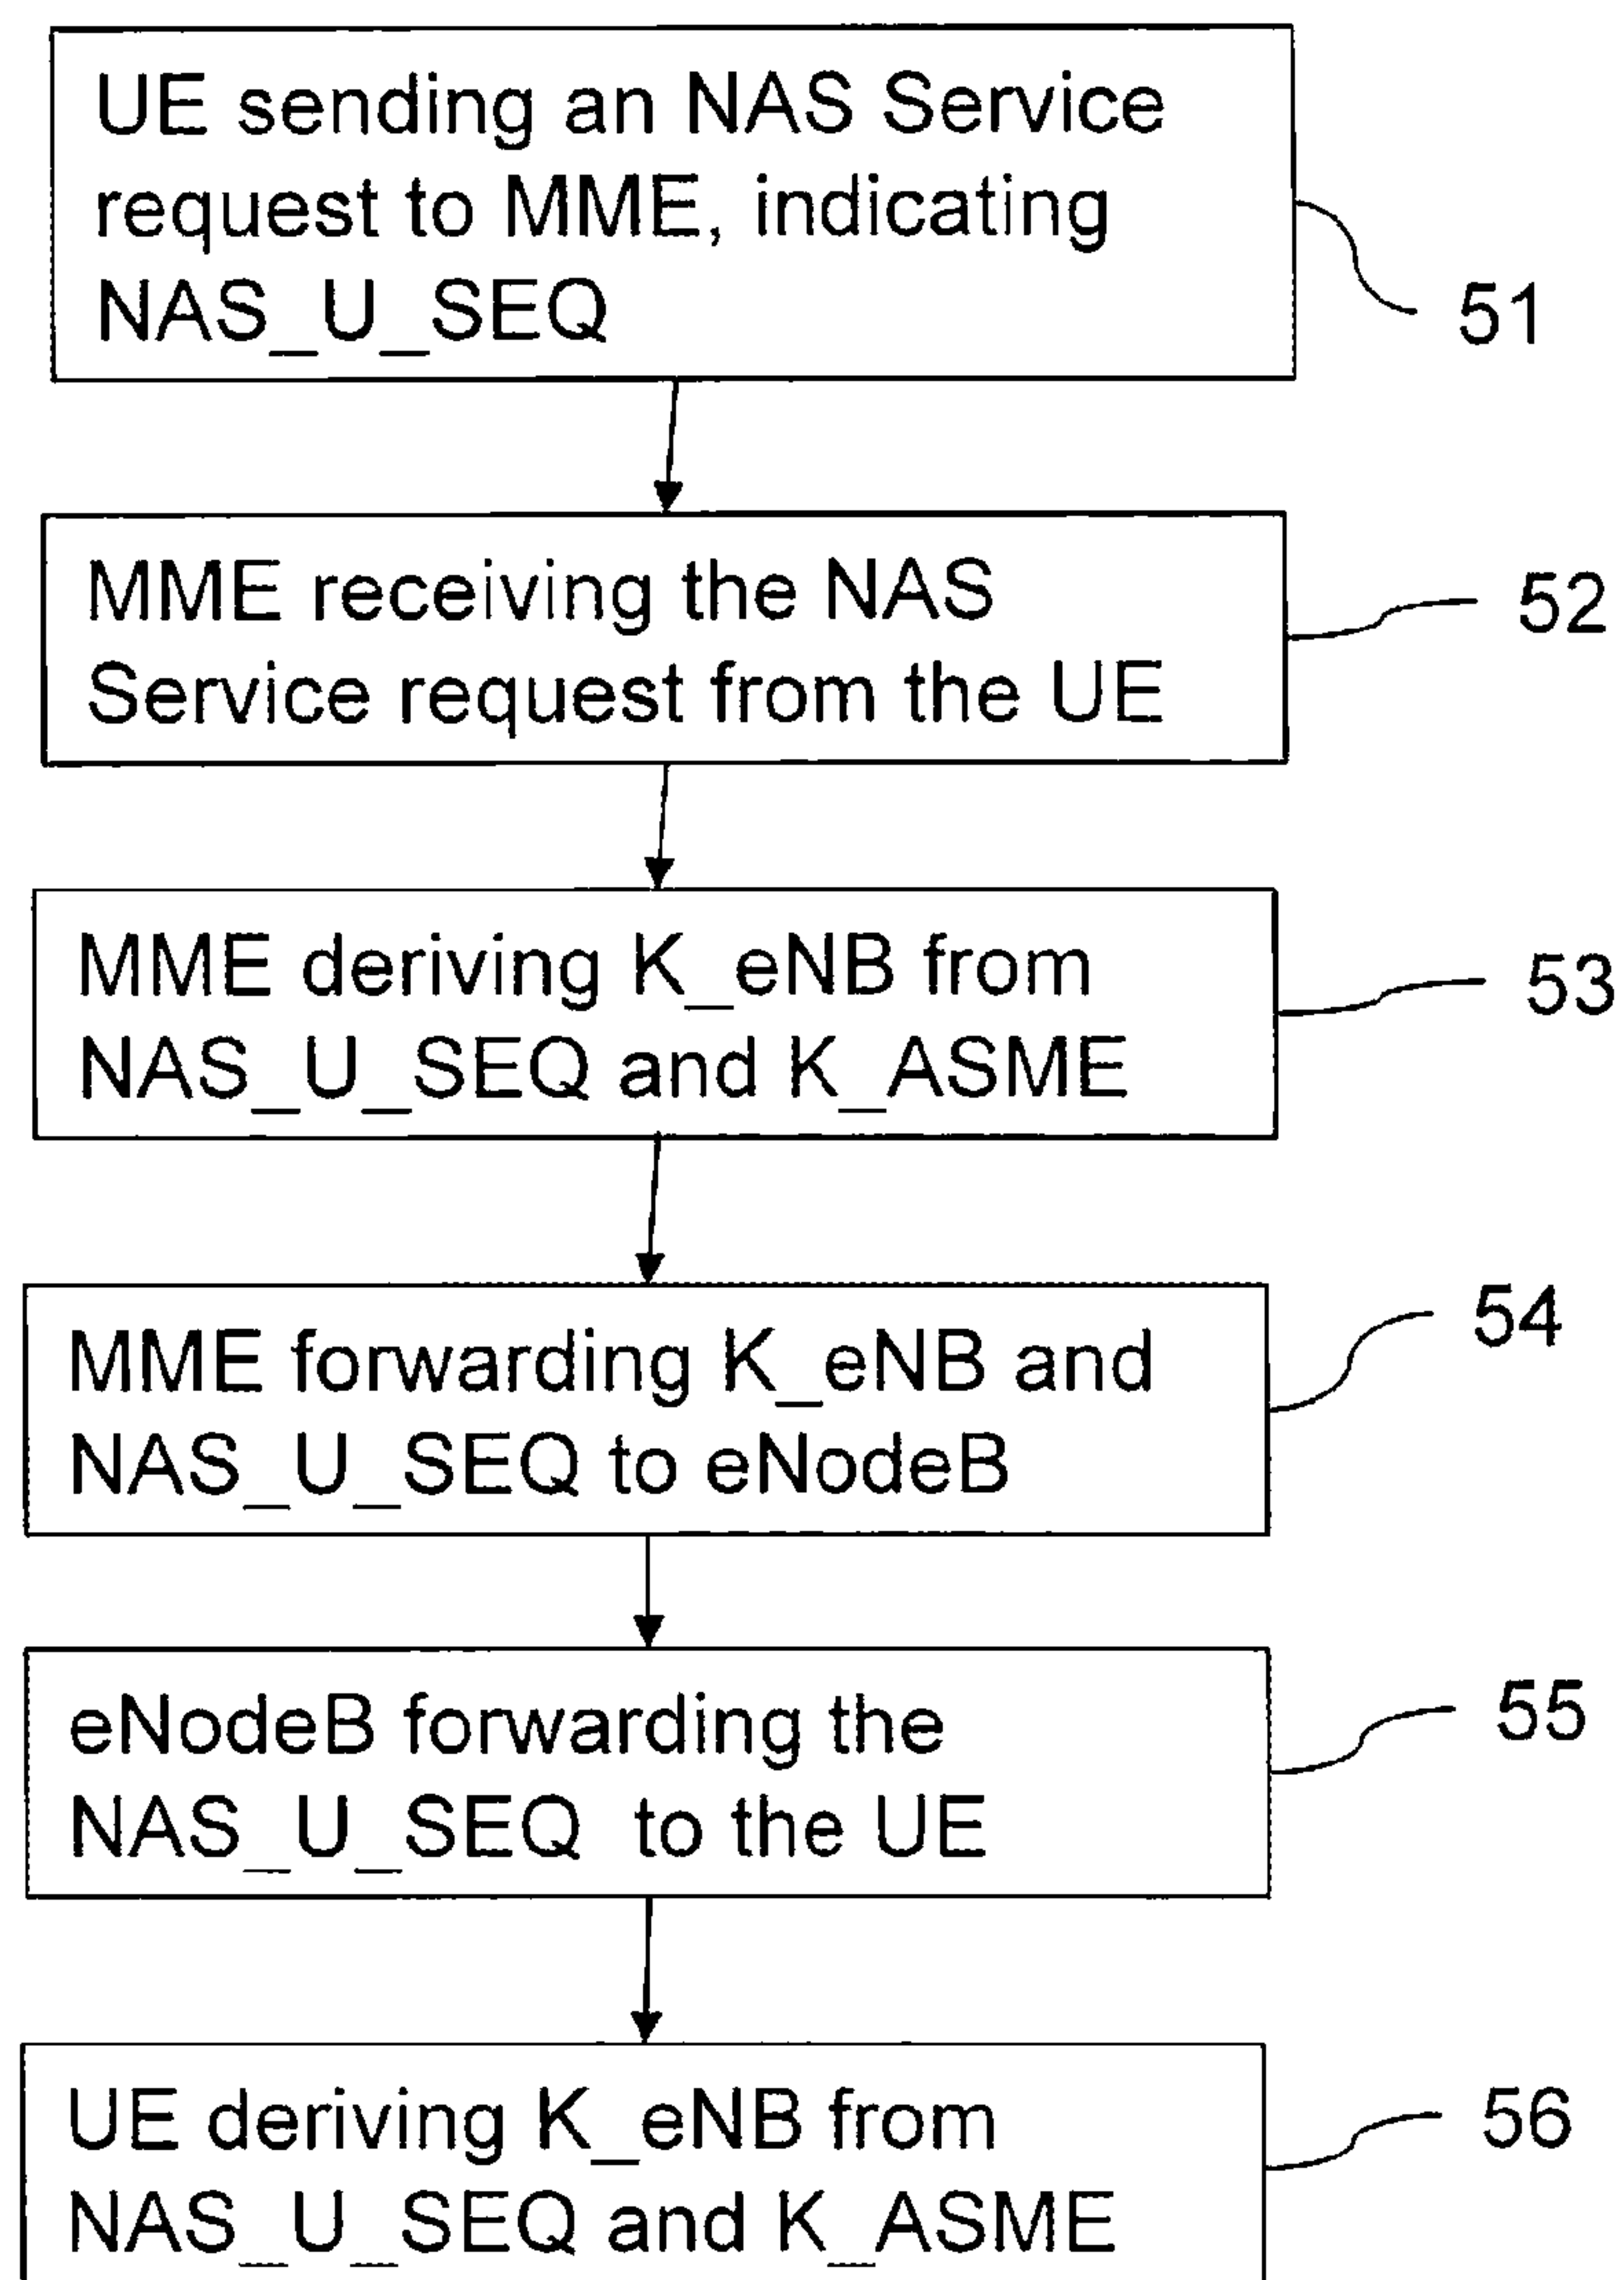 UE sending an NAS Service
request to MME, indicating
NAS_U_SEQ
51
MME receiving the NAS
Service request from the UE
52
MME deriving K_eNB from
NAS_U_SEQ and K_ASME
53
MME forwarding K_eNB and
NAS_U_SEQ to eNodeB
54
eNodeB forwarding the
NAS_U_SEQ to the UE
55
UE deriving K_eNB from
NAS_U_SEQ and K_ASME
56